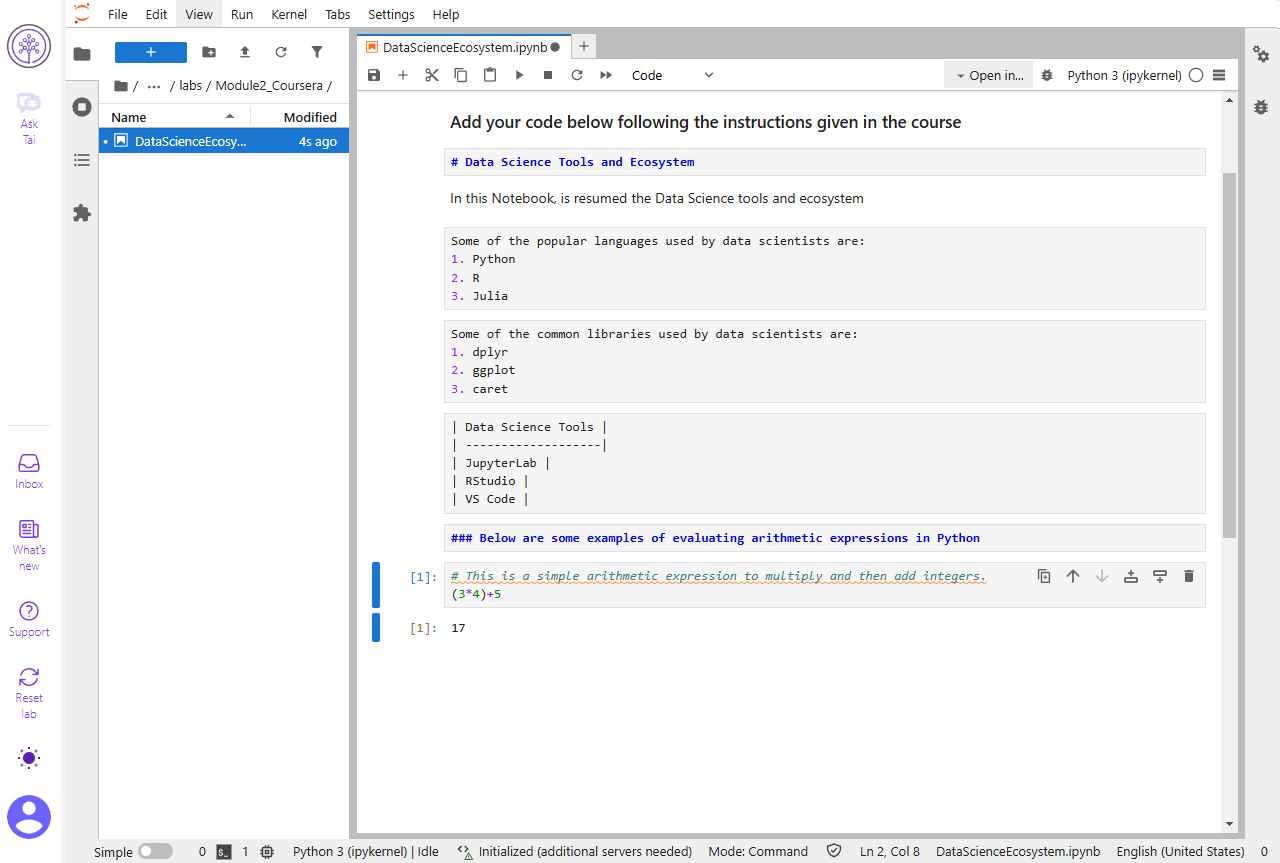 File Edit View Run Kernel Tabs Settings Help
Ask
Tai
Inbox
What's
new
Support
Reset
lab
+
/ ... / labs / Module2_Coursera /
Name Modified
DataScienceEcosy... 4s ago
DataScienceEcosystem.ipynb
Code
Open in...
Python 3 (ipykernel)
Add your code below following the instructions given in the course
# Data Science Tools and Ecosystem
In this Notebook, is resumed the Data Science tools and ecosystem
Some of the popular languages used by data scientists are:
1. Python
2. R
3. Julia
Some of the common libraries used by data scientists are:
1. dplyr
2. ggplot
3. caret
| Data Science Tools |
| -------------------|
| JupyterLab |
| RStudio |
| VS Code |
### Below are some examples of evaluating arithmetic expressions in Python
[1]: # This is a simple arithmetic expression to multiply and then add integers.
(3*4)+5
[1]: 17
Simple 0 $_ 1 Python 3 (ipykernel) | Idle Initialized (additional servers needed) Mode: Command Ln 2, Col 8 DataScienceEcosystem.ipynb English (United States) 0